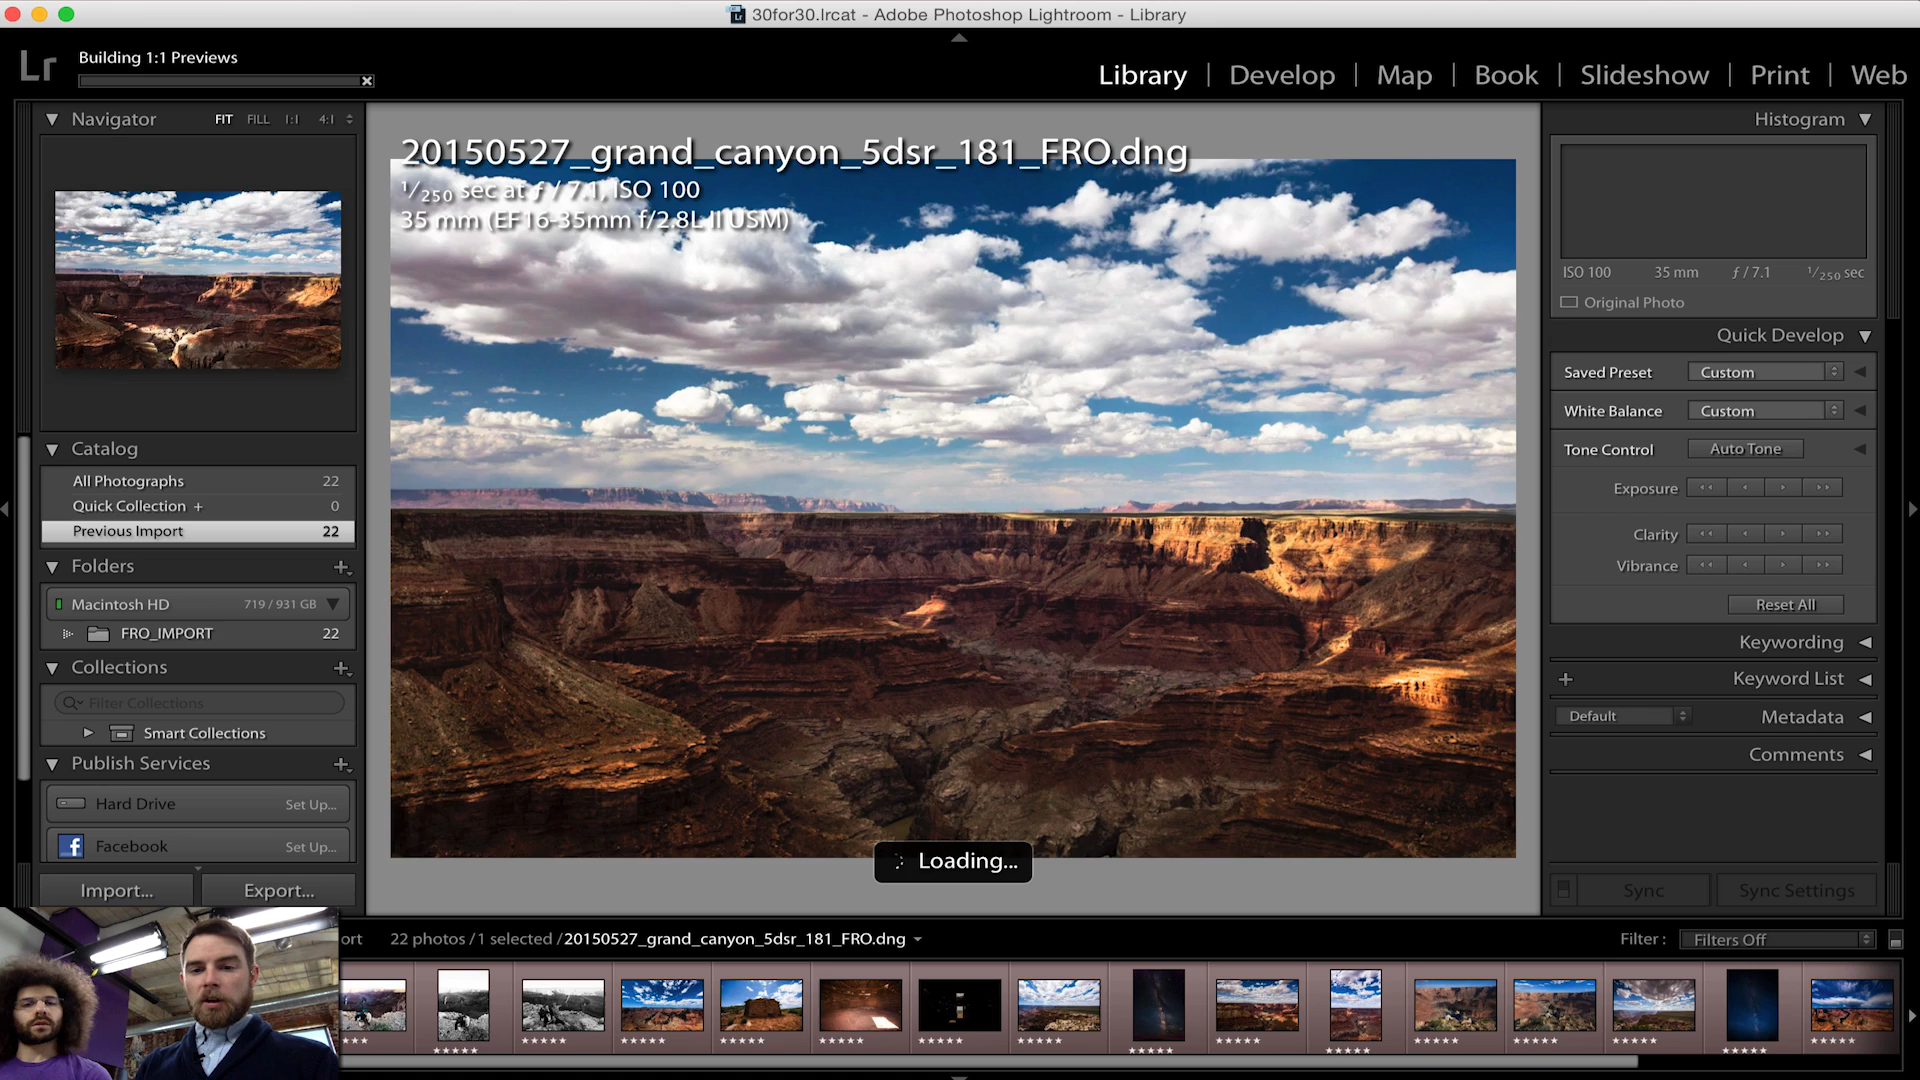 30for30.lrcat - Adobe Photoshop Lightroom - Library
Lr
Building 1:1 Previews
Library | Develop | Map | Book | Slideshow | Print | Web
Navigator
FIT FILL 1:1 4:1
20150527_grand_canyon_5dsr_181_FRO.dng
1/250 sec at ƒ / 7.1, ISO 100
35 mm (EF16-35mm f/2.8L II USM)
Loading...
Catalog
All Photographs 22
Quick Collection + 0
Previous Import 22
Folders
Macintosh HD 719 / 931 GB
FRO_IMPORT 22
Collections
Filter Collections
Smart Collections
Publish Services
Hard Drive Set Up...
f Facebook Set Up...
Import... Export...
Histogram
ISO 100 35 mm ƒ / 7.1 1/250 sec
Original Photo
Quick Develop
Saved Preset Custom
White Balance Custom
Tone Control Auto Tone
Exposure
Clarity
Vibrance
Reset All
Keywording
Keyword List
Default Metadata
Comments
Sync Sync Settings
ort 22 photos / 1 selected / 20150527_grand_canyon_5dsr_181_FRO.dng
Filter : Filters Off